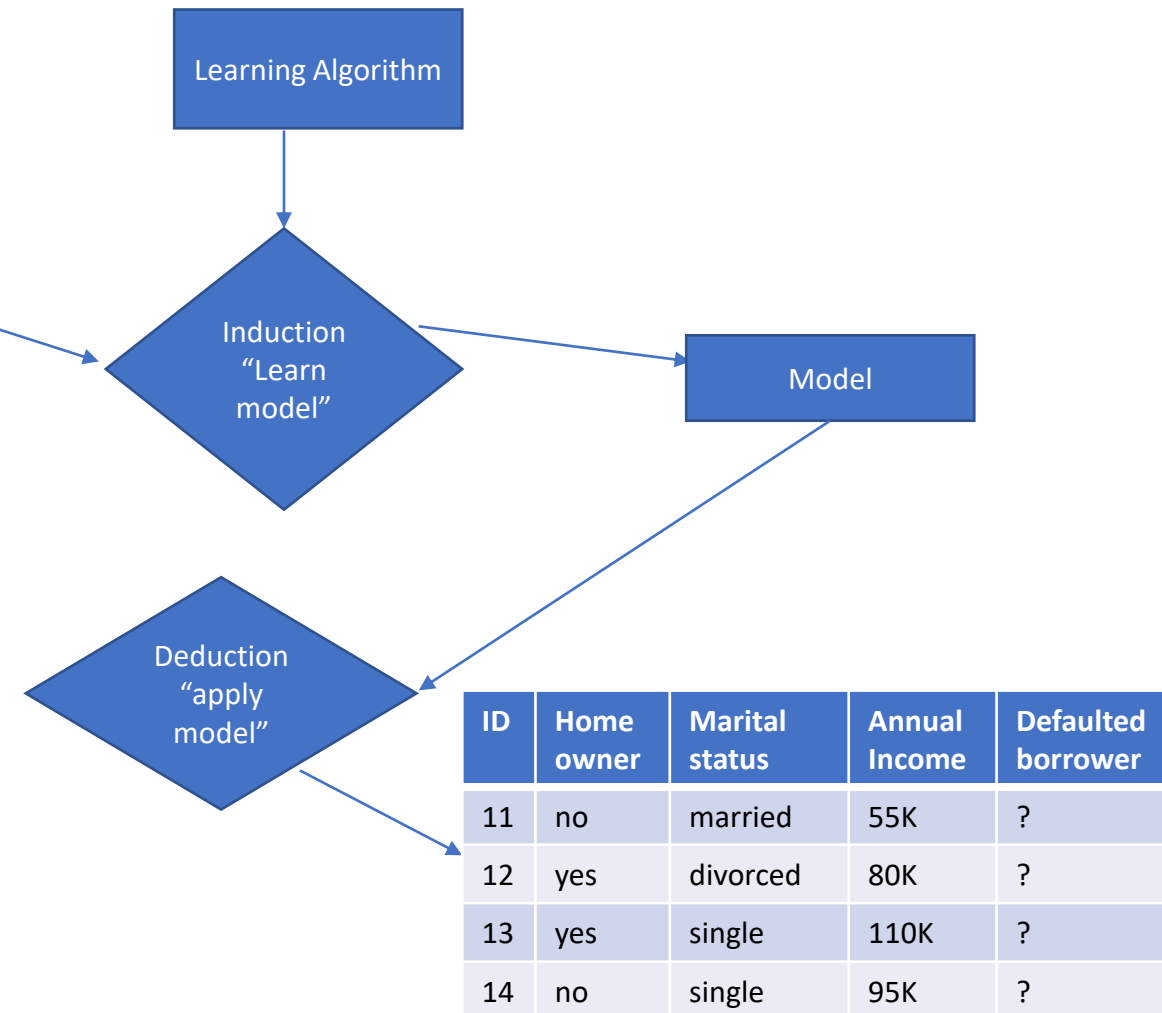 Learning Algorithm
Induction
“Learn
model”
Model
Deduction
“apply
model”
ID Home owner Marital status Annual Income Defaulted borrower
11 no married 55K ?
12 yes divorced 80K ?
13 yes single 110K ?
14 no single 95K ?